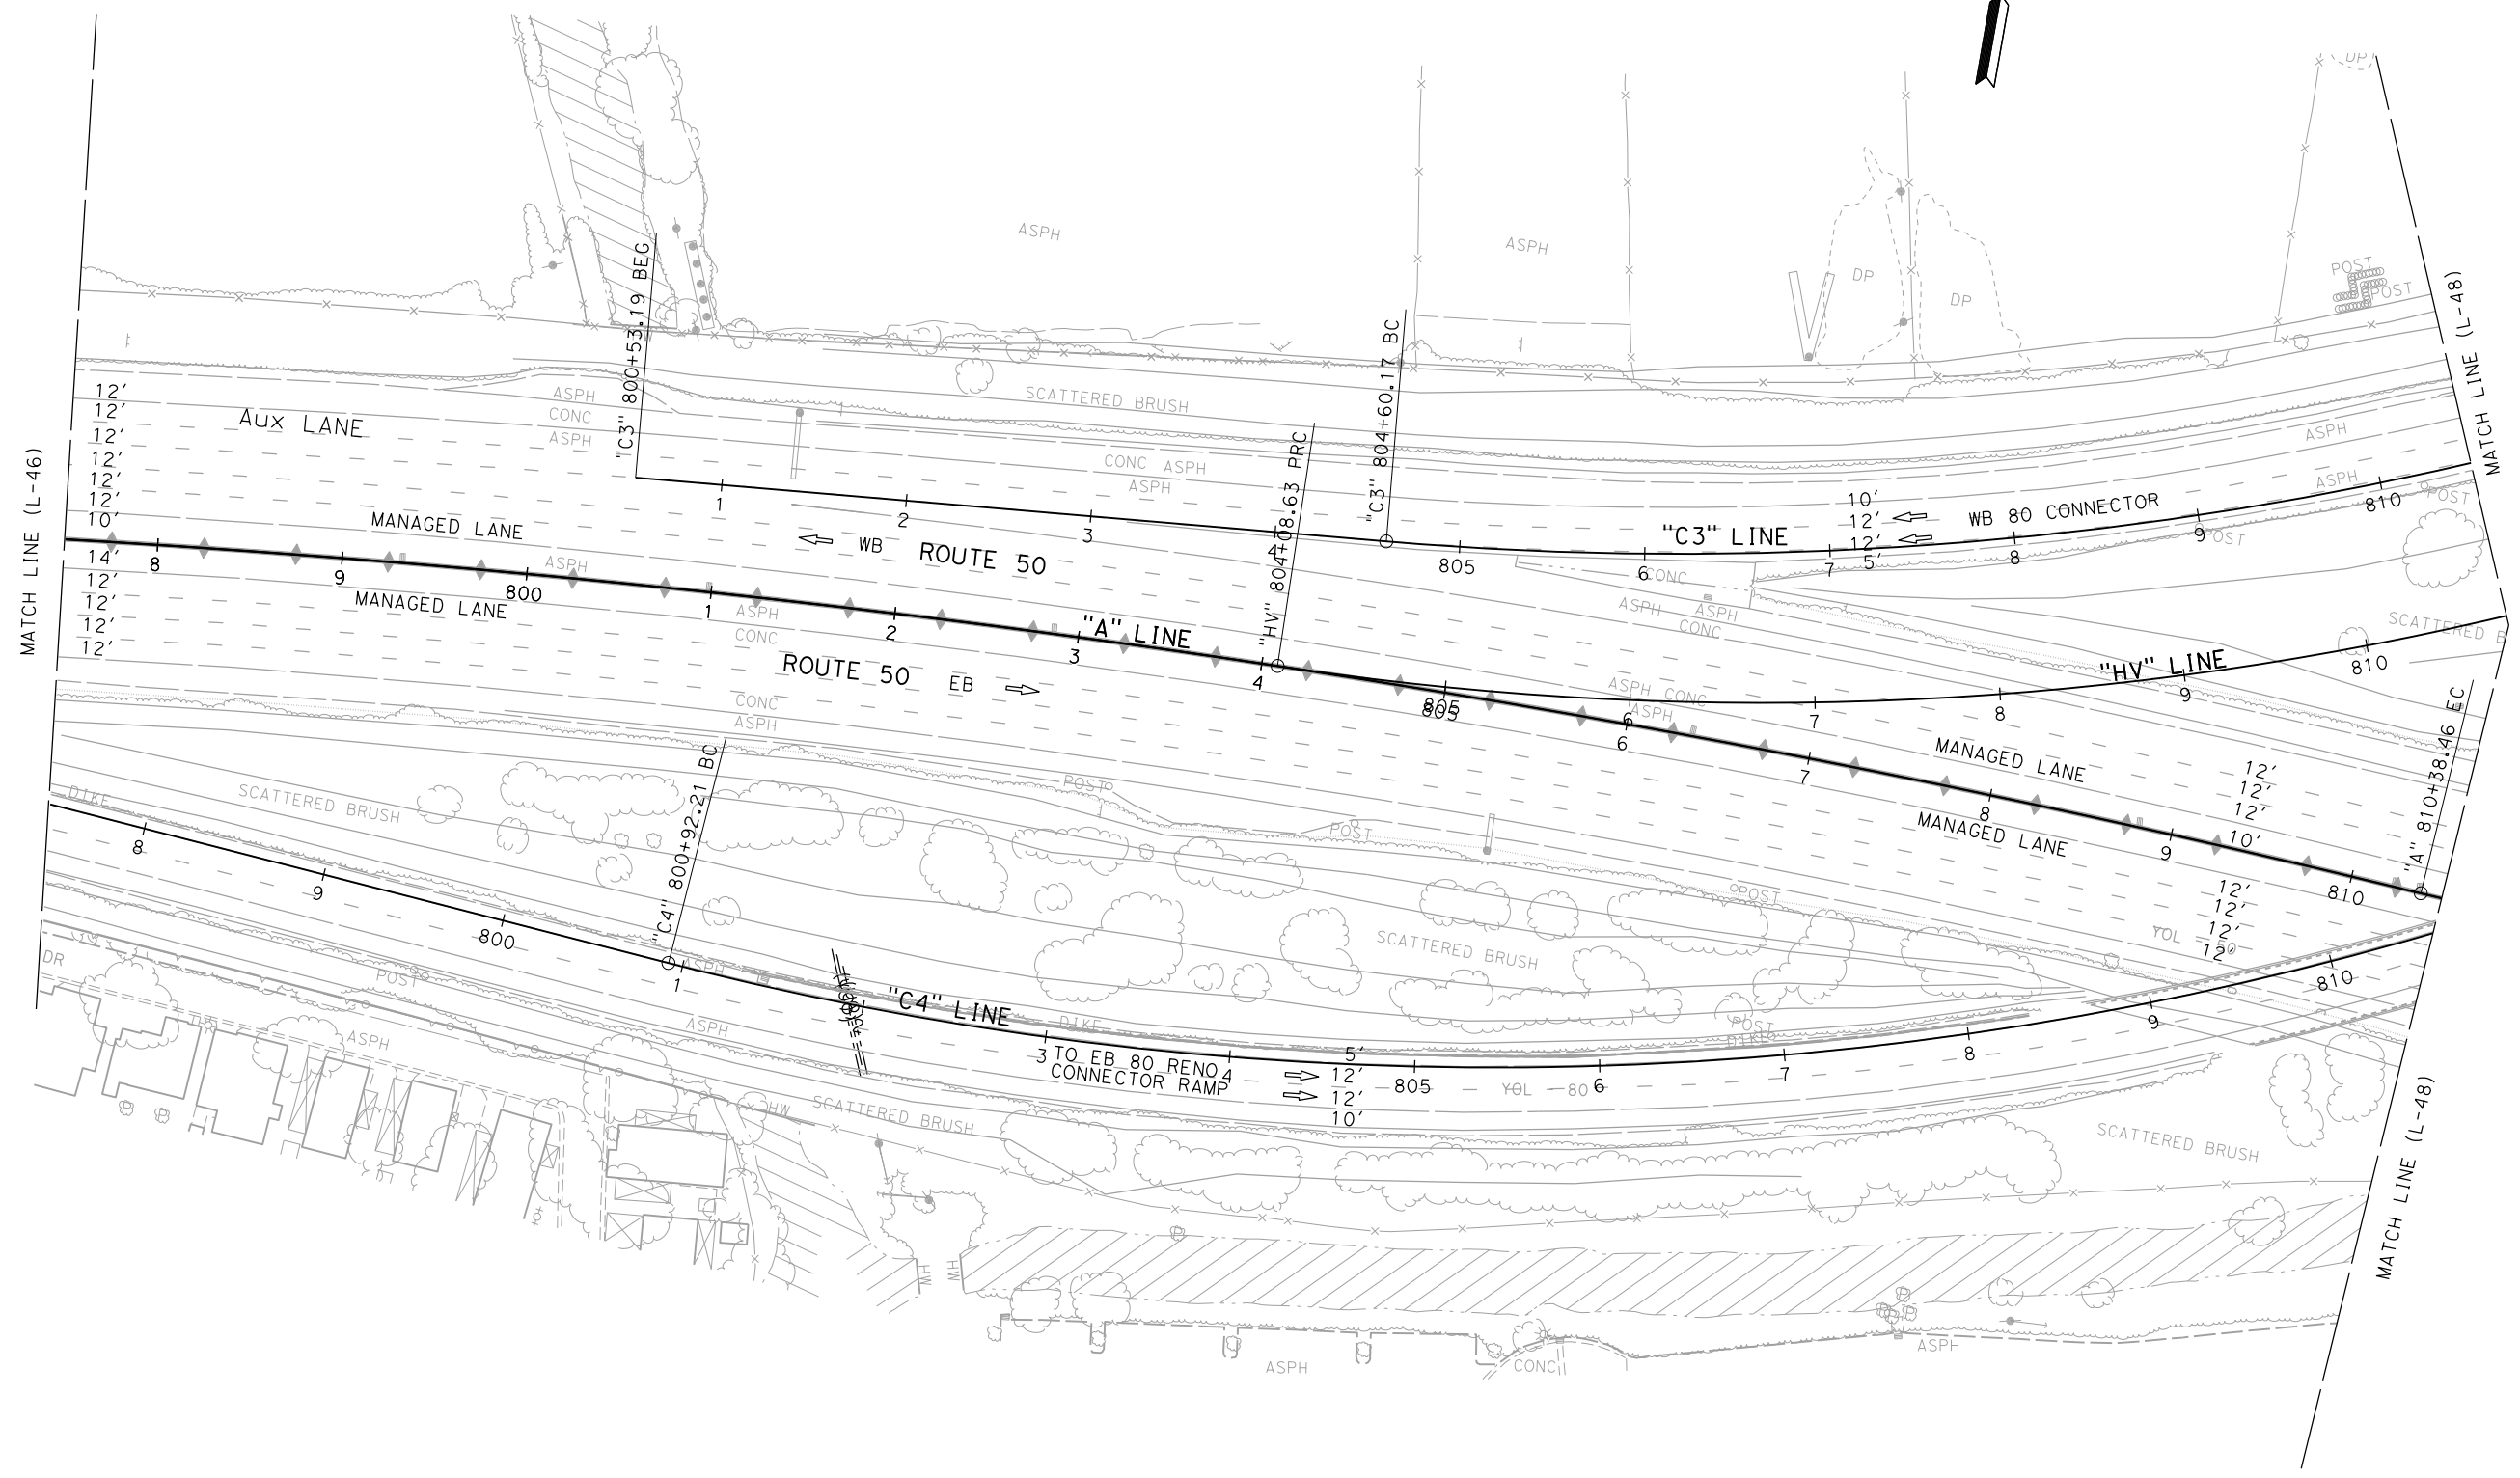 DP
ASPH
ASPH
DP
DP
POST
POST
MATCH LINE (L-48)
"C3" 800+53.19 BEG
"C3" 804+60.17 BC
"HV" 804+08.63 PRC
12'
12'
12'
12'
12'
12'
10'
Aux LANE
ASPH
CONC
ASPH
SCATTERED BRUSH
CONC ASPH
ASPH
ASPH
ASPH
POST
POST
MATCH LINE (L-46)
MANAGED LANE
WB ROUTE 50
1
2
3
4
805
6
7
8
9
810
"C3" LINE
10'
12'
12'
5'
WB 80 CONNECTOR
14'
12'
12'
12'
12'
8
9
800
1
2
3
4
805
6
7
8
9
810
ASPH
MANAGED LANE
ASPH
CONC
"A" LINE
ROUTE 50 EB
CONC
ASPH
CONC
ASPH
ASPH
CONC
SCATTERED B
"HV" LINE
805
6
7
8
9
810
ASPH CONC
ASPH
MANAGED LANE
MANAGED LANE
12'
12'
12'
10'
12'
12'
12'
12'
"A" 810+38.46 EC
YOL 50
DIKE
SCATTERED BRUSH
POST
POST
POST
SCATTERED BRUSH
"C4" 800+92.21 BC
8
9
800
1
3
4
805
6
7
8
9
810
ASPH
"C4" LINE
DIKE
POST
DIKE
TO EB 80 RENO
CONNECTOR RAMP
5'
12'
12'
10'
YOL 80
DR
POST
ASPH
ASPH
HW
SCATTERED BRUSH
SCATTERED BRUSH
MATCH LINE (L-48)
HW
HW
ASPH
CONC
ASPH